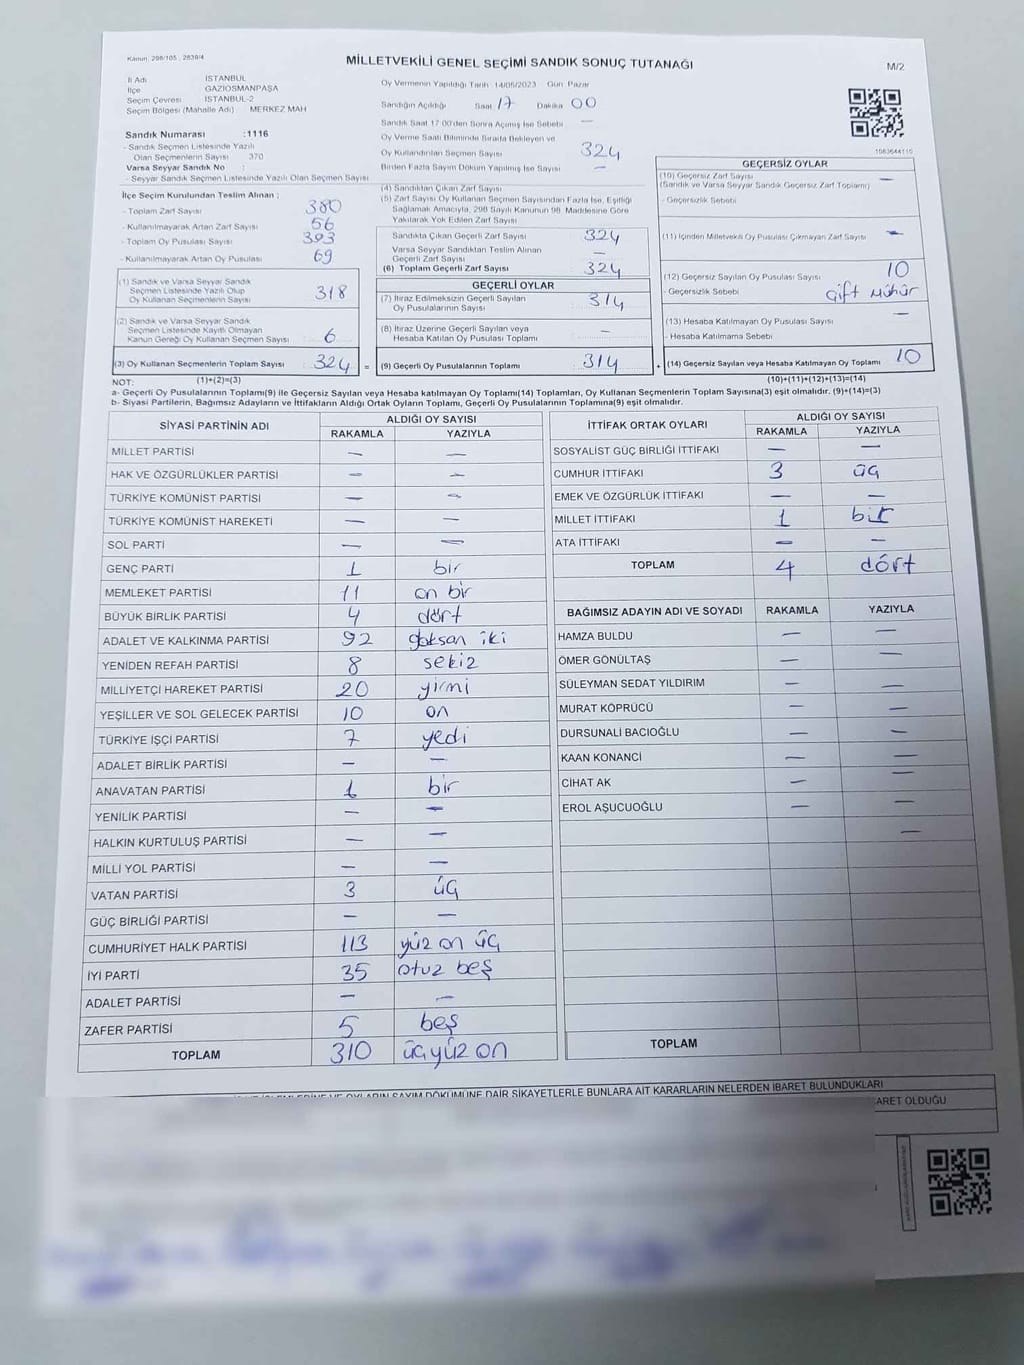 Kanun: 298/105 , 2839/4
MİLLETVEKİLİ GENEL SEÇİMİ SANDIK SONUÇ TUTANAĞI
M/2
İl Adı İSTANBUL
İlçe GAZİOSMANPAŞA
Seçim Çevresi İSTANBUL-2
Seçim Bölgesi (Mahalle Adı) : MERKEZ MAH
Sandık Numarası :1116
- Sandık Seçmen Listesinde Yazılı
Olan Seçmenlerin Sayısı 370
Varsa Seyyar Sandık No :
- Seyyar Sandık Seçmen Listesinde Yazılı Olan Seçmen Sayısı
İlçe Seçim Kurulundan Teslim Alınan ;
- Toplam Zarf Sayısı 380
- Kullanılmayarak Artan Zarf Sayısı 56
- Toplam Oy Pusulası Sayısı 393
- Kullanılmayarak Artan Oy Pusulası 69
(1) Sandık ve Varsa Seyyar Sandık
Seçmen Listesinde Yazılı Olup
Oy Kullanan Seçmenlerin Sayısı 318
(2) Sandık ve Varsa Seyyar Sandık
Seçmen Listesinde Kayıtlı Olmayan
Kanun Gereği Oy Kullanan Seçmen Sayısı 6
(3) Oy Kullanan Seçmenlerin Toplam Sayısı 324 =
Oy Vermenin Yapıldığı Tarih 14/05/2023 Gün Pazar
Sandığın Açıldığı Saat 17 Dakika 00
Sandık Saat 17:00'den Sonra Açılmış İse Sebebi —
Oy Verme Saati Bitiminde Sırada Bekleyen ve
Oy Kullandırılan Seçmen Sayısı 324
Birden Fazla Sayım Döküm Yapılmış İse Sayısı —
(4) Sandıktan Çıkan Zarf Sayısı
(5) Zarf Sayısı Oy Kullanan Seçmen Sayısından Fazla İse, Eşitliği
Sağlamak Amacıyla, 298 Sayılı Kanunun 98. Maddesine Göre
Yakılarak Yok Edilen Zarf Sayısı
Sandıkta Çıkan Geçerli Zarf Sayısı 324
Varsa Seyyar Sandıktan Teslim Alınan
Geçerli Zarf Sayısı —
(6) Toplam Geçerli Zarf Sayısı 324
GEÇERLİ OYLAR
(7) İtiraz Edilmeksizin Geçerli Sayılan
Oy Pusulalarının Sayısı 314
(8) İtiraz Üzerine Geçerli Sayılan veya
Hesaba Katılan Oy Pusulası Toplamı —
(9) Geçerli Oy Pusulalarının Toplamı 314 +
1083644110
GEÇERSİZ OYLAR
(10) Geçersiz Zarf Sayısı —
(Sandık ve Varsa Seyyar Sandık Geçersiz Zarf Toplamı)
- Geçersizlik Sebebi
(11) İçinden Milletvekili Oy Pusulası Çıkmayan Zarf Sayısı —
(12) Geçersiz Sayılan Oy Pusulası Sayısı 10
- Geçersizlik Sebebi çift mühür
(13) Hesaba Katılmayan Oy Pusulası Sayısı —
- Hesaba Katılmama Sebebi
(14) Geçersiz Sayılan veya Hesaba Katılmayan Oy Toplamı 10
NOT: (1)+(2)=(3) (10)+(11)+(12)+(13)=(14)
a- Geçerli Oy Pusulalarının Toplamı(9) ile Geçersiz Sayılan veya Hesaba katılmayan Oy Toplamı(14) Toplamları, Oy Kullanan Seçmenlerin Toplam Sayısına(3) eşit olmalıdır. (9)+(14)=(3)
b- Siyasi Partilerin, Bağımsız Adayların ve İttifakların Aldığı Ortak Oyların Toplamı, Geçerli Oy Pusulalarının Toplamına(9) eşit olmalıdır.
SİYASİ PARTİNİN ADI ALDIĞI OY SAYISI
RAKAMLA YAZIYLA
MİLLET PARTİSİ — —
HAK VE ÖZGÜRLÜKLER PARTİSİ — —
TÜRKİYE KOMÜNİST PARTİSİ — —
TÜRKİYE KOMÜNİST HAREKETİ — —
SOL PARTİ — —
GENÇ PARTİ 1 bir
MEMLEKET PARTİSİ 11 on bir
BÜYÜK BİRLİK PARTİSİ 4 dört
ADALET VE KALKINMA PARTİSİ 92 goksan iki
YENİDEN REFAH PARTİSİ 8 sekiz
MİLLİYETÇİ HAREKET PARTİSİ 20 yirmi
YEŞİLLER VE SOL GELECEK PARTİSİ 10 on
TÜRKİYE İŞÇİ PARTİSİ 7 yedi
ADALET BİRLİK PARTİSİ — —
ANAVATAN PARTİSİ 1 bir
YENİLİK PARTİSİ — —
HALKIN KURTULUŞ PARTİSİ — —
MİLLİ YOL PARTİSİ — —
VATAN PARTİSİ 3 üç
GÜÇ BİRLİĞİ PARTİSİ — —
CUMHURİYET HALK PARTİSİ 113 yüz on üç
İYİ PARTİ 35 otuz beş
ADALET PARTİSİ — —
ZAFER PARTİSİ 5 beş
TOPLAM 310 üçyüz on
İTTİFAK ORTAK OYLARI ALDIĞI OY SAYISI
RAKAMLA YAZIYLA
SOSYALİST GÜÇ BİRLİĞİ İTTİFAKI — —
CUMHUR İTTİFAKI 3 üç
EMEK VE ÖZGÜRLÜK İTTİFAKI — —
MİLLET İTTİFAKI 1 bir
ATA İTTİFAKI — —
TOPLAM 4 dört
BAĞIMSIZ ADAYIN ADI VE SOYADI RAKAMLA YAZIYLA
HAMZA BULDU — —
ÖMER GÖNÜLTAŞ — —
SÜLEYMAN SEDAT YILDIRIM — —
MURAT KÖPRÜCÜ — —
DURSUNALİ BACIOĞLU — —
KAAN KONANCİ — —
CİHAT AK — —
EROL AŞUCUOĞLU — —
—
TOPLAM
OYLARIN SAYIM DÖKÜMÜNE DAİR ŞİKAYETLERLE BUNLARA AİT KARARLARIN NELERDEN İBARET BULUNDUKLARI
OLDUĞU